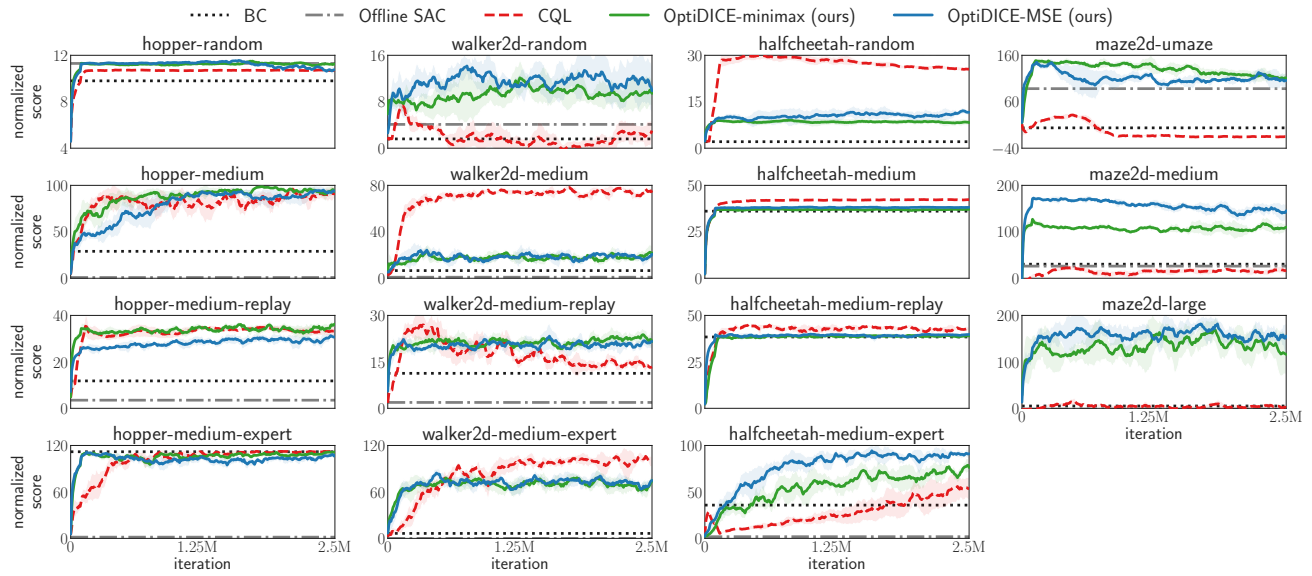 BC Offline SAC CQL OptiDICE-minimax (ours) OptiDICE-MSE (ours)
hopper-random walker2d-random halfcheetah-random maze2d-umaze
normalized
score
12
8
4
16
8
0
30
15
0
160
60
−40
hopper-medium walker2d-medium halfcheetah-medium maze2d-medium
normalized
score
100
50
0
80
40
0
50
25
0
200
100
0
hopper-medium-replay walker2d-medium-replay halfcheetah-medium-replay maze2d-large
normalized
score
40
20
0
30
15
0
50
25
0
200
100
0
0 1.25M 2.5M
iteration
hopper-medium-expert walker2d-medium-expert halfcheetah-medium-expert
normalized
score
120
60
0
120
60
0
100
50
0
0 1.25M 2.5M 0 1.25M 2.5M 0 1.25M 2.5M
iteration iteration iteration